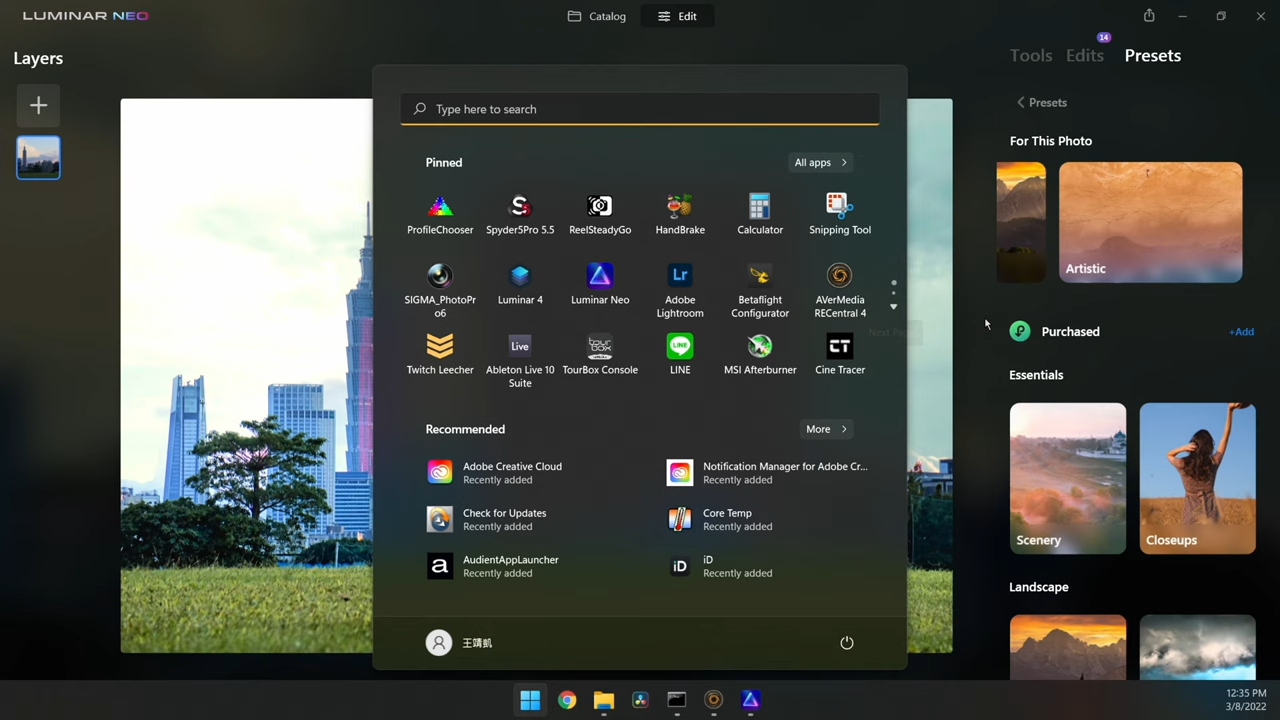 LUMINAR NEO
Catalog
Edit
Layers
Tools
Edits
14
Presets
Presets
For This Photo
Artistic
Purchased
+Add
Essentials
Scenery
Closeups
Landscape
Type here to search
Pinned
All apps
ProfileChooser
Spyder5Pro 5.5
ReelSteadyGo
HandBrake
Calculator
Snipping Tool
SIGMA_PhotoPr
o6
Luminar 4
Luminar Neo
Adobe
Lightroom
Betaflight
Configurator
AVerMedia
RECentral 4
Next Page
Twitch Leecher
Ableton Live 10
Suite
TourBox Console
LINE
MSI Afterburner
Cine Tracer
Recommended
More
Adobe Creative Cloud
Recently added
Notification Manager for Adobe Cr...
Recently added
Check for Updates
Recently added
Core Temp
Recently added
AudientAppLauncher
Recently added
iD
Recently added
王靖凱
12:35 PM
3/8/2022